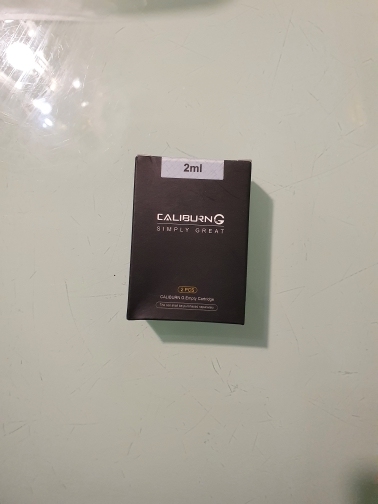 2ml
CALIBURN G
SIMPLY GREAT
2 PCS
CALIBURN G Empty Cartridge